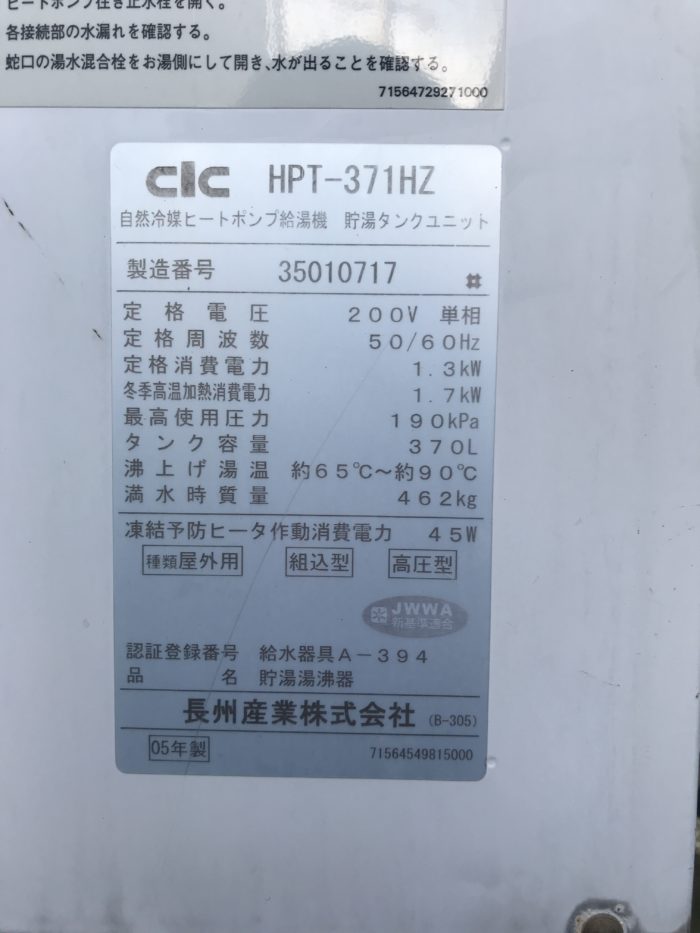 ヒートポンプ往き止水栓を開く。
各接続部の水漏れを確認する。
蛇口の湯水混合栓をお湯側にして開き、水が出ることを確認する。
71564729271000
CIC HPT-371HZ
自然冷媒ヒートポンプ給湯機 貯湯タンクユニット
製造番号 35010717 #
定格電圧 200V 単相
定格周波数 50/60Hz
定格消費電力 1.3kW
冬季高温加熱消費電力 1.7kW
最高使用圧力 190kPa
タンク容量 370L
沸上げ湯温 約65℃～約90℃
満水時質量 462kg
凍結予防ヒータ作動消費電力 45W
種類屋外用 組込型 高圧型
JWWA
新基準適合
認証登録番号 給水器具A-394
品名 貯湯湯沸器
長州産業株式会社 (B-305)
05年製 71564549815000